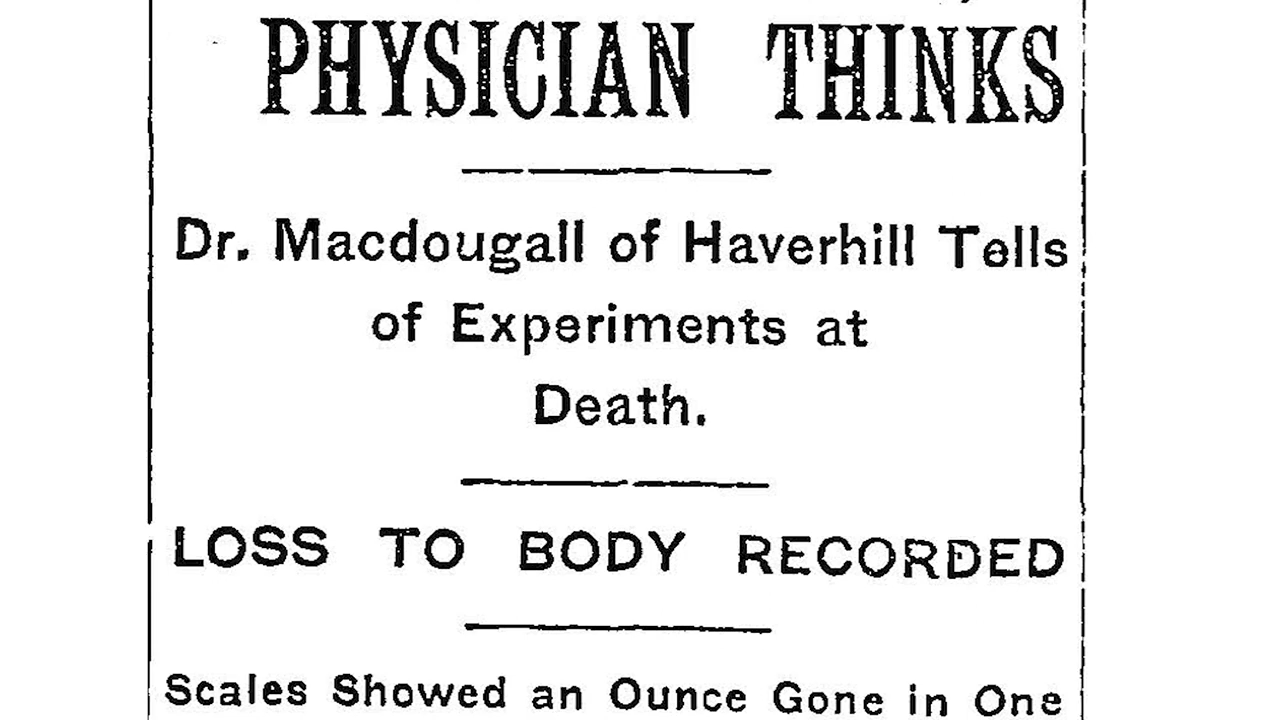 PHYSICIAN THINKS
Dr. Macdougall of Haverhill Tells
of Experiments at
Death.
LOSS TO BODY RECORDED
Scales Showed an Ounce Gone in One